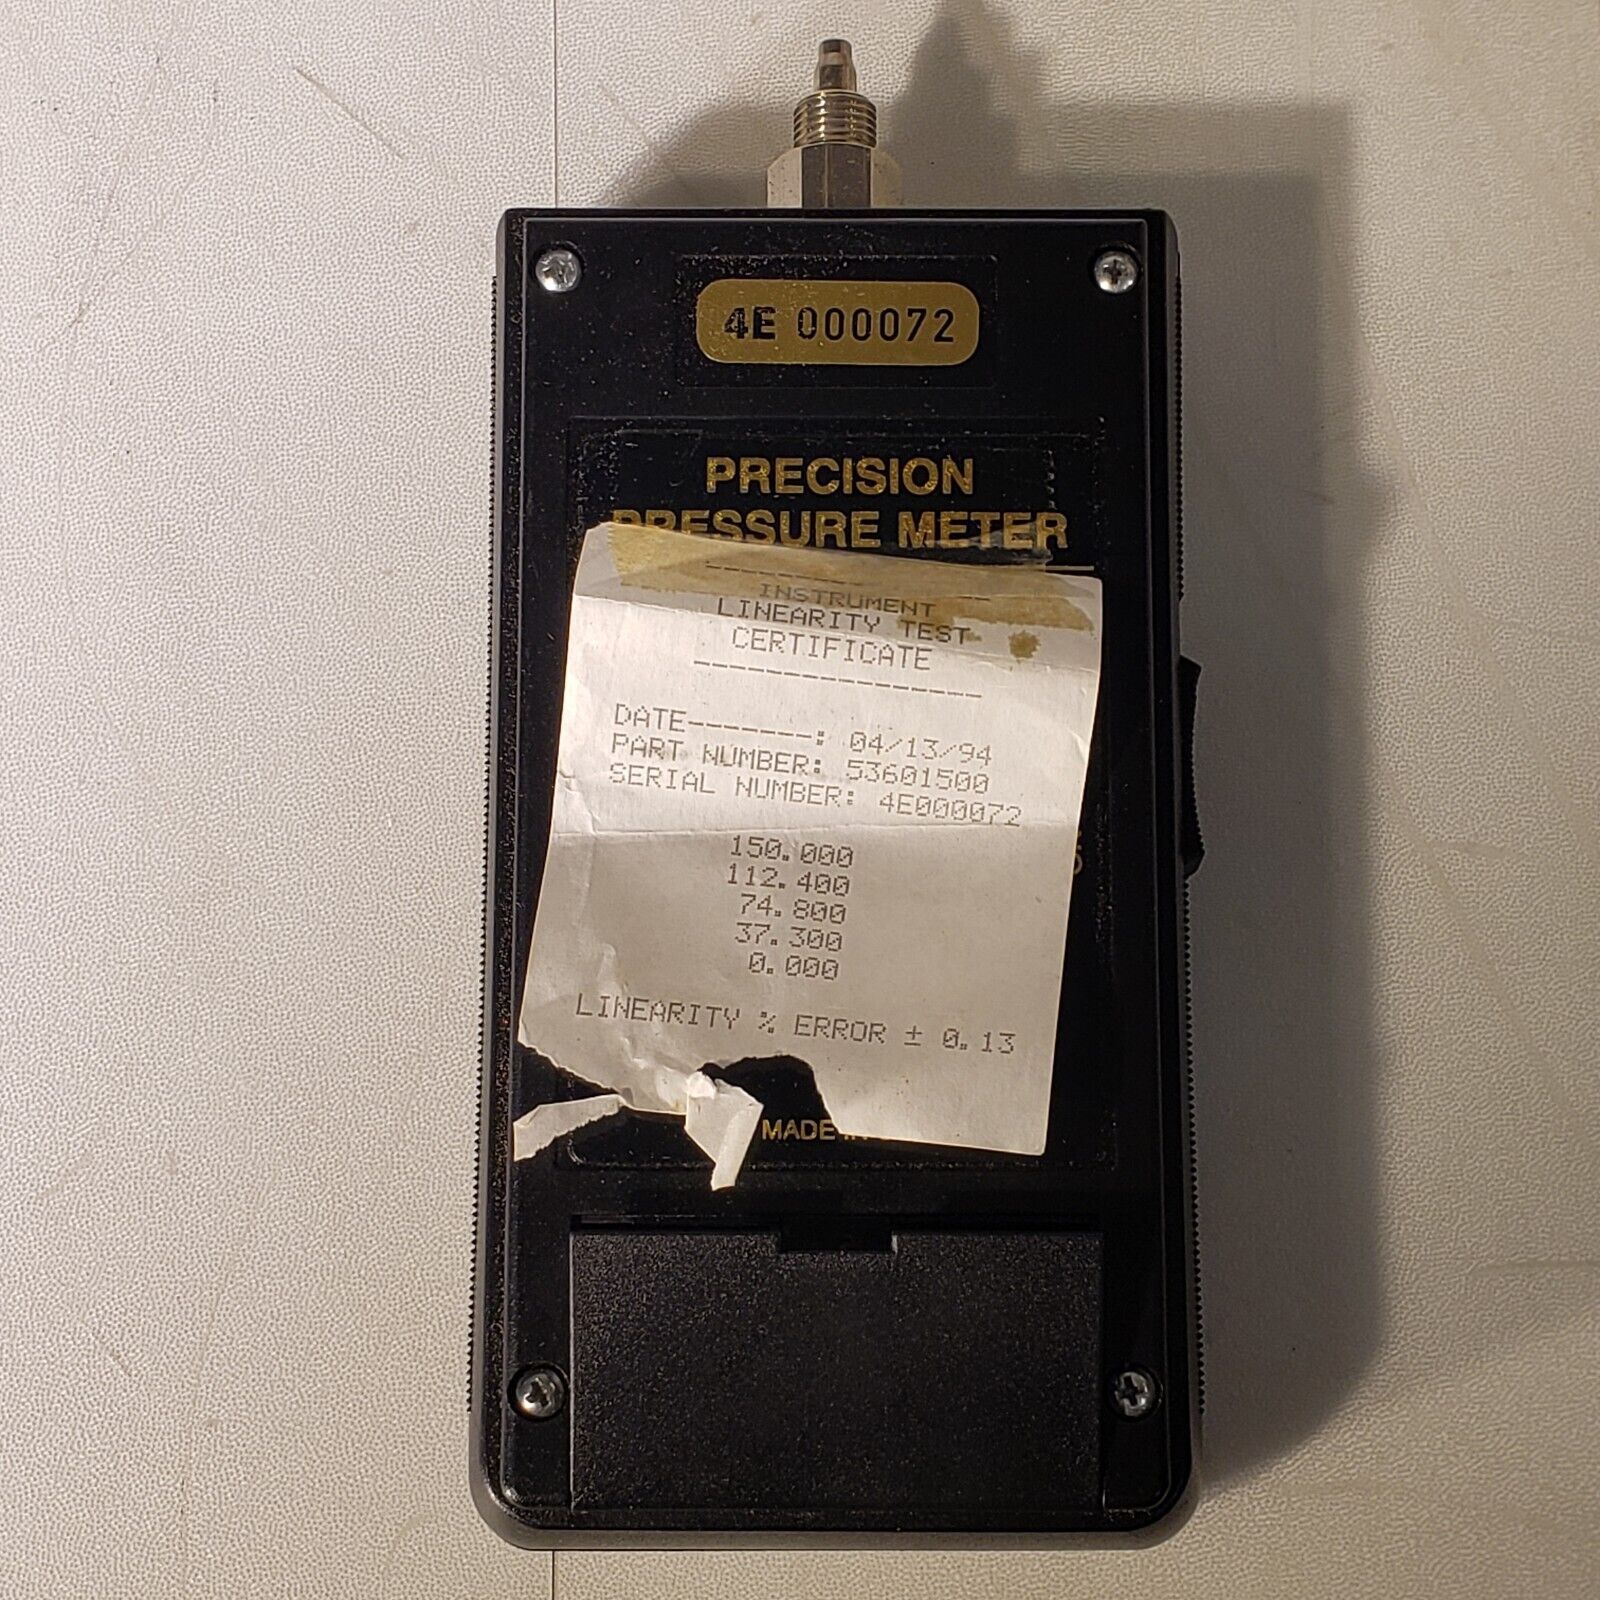 4E 000072
PRECISION
PRESSURE METER
---------------
INSTRUMENT
LINEARITY TEST
CERTIFICATE
----------------
DATE-------: 04/13/94
PART NUMBER: 53601500
SERIAL NUMBER: 4E000072
150.000
112.400
74.800
37.300
0.000
LINEARITY % ERROR ± 0.13
MADE IN